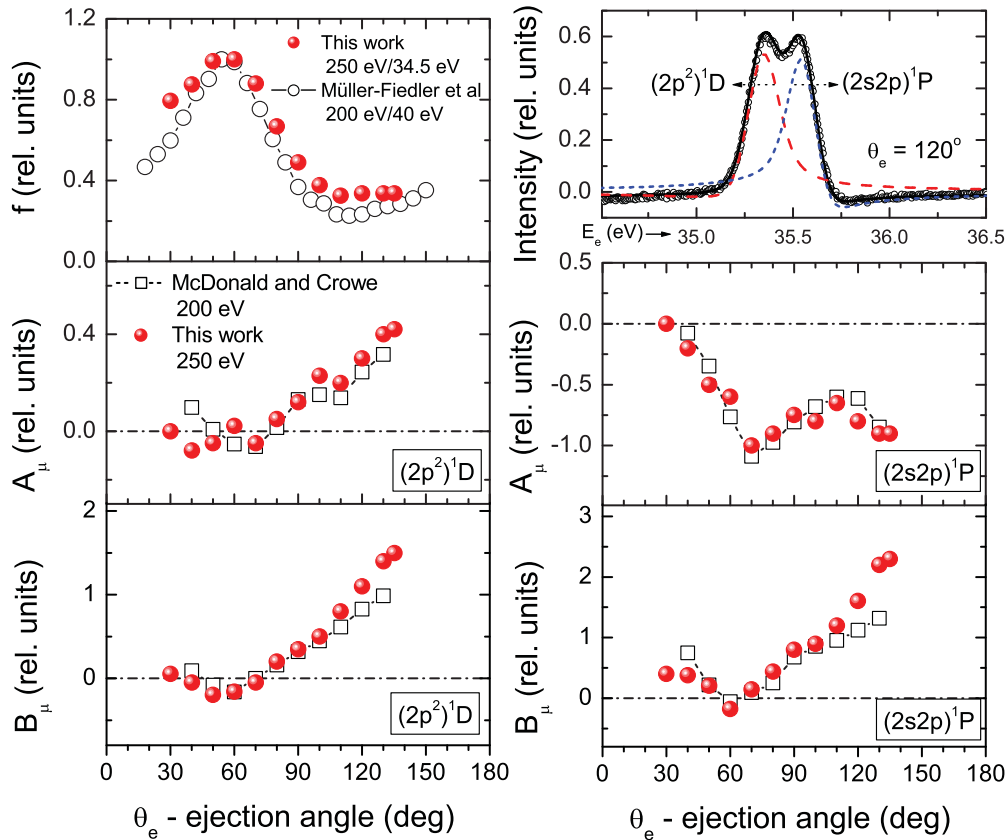 f (rel. units)
1.2
0.8
0.4
0.0
This work
250 eV/34.5 eV
Müller-Fiedler et al
200 eV/40 eV
Intensity (rel. units)
0.6
0.4
0.2
0.0
(2p²)¹D
(2s2p)¹P
θe = 120°
Ee (eV)
35.0
35.5
36.0
36.5
Aμ (rel. units)
0.4
0.0
McDonald and Crowe
200 eV
This work
250 eV
(2p²)¹D
Aμ (rel. units)
0.5
0.0
-0.5
-1.0
(2s2p)¹P
Bμ (rel. units)
2
1
0
(2p²)¹D
0 30 60 90 120 150 180
θe - ejection angle (deg)
Bμ (rel. units)
3
2
1
0
(2s2p)¹P
0 30 60 90 120 150 180
θe - ejection angle (deg)